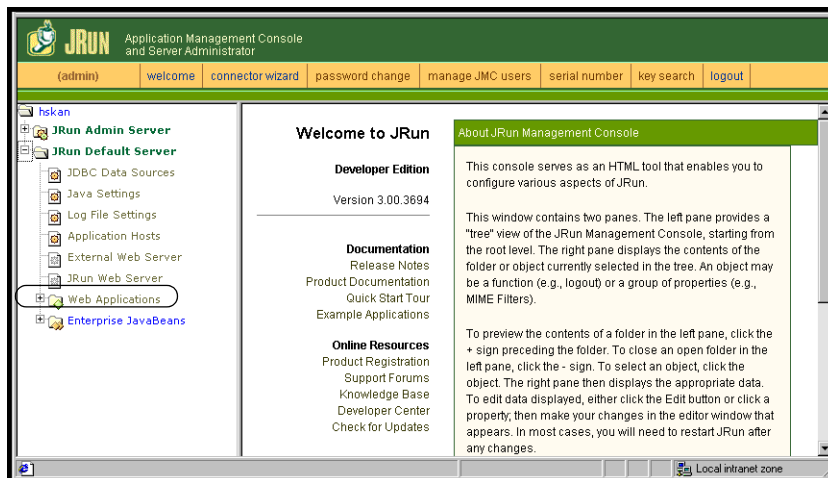 JRUN
Application Management Console
and Server Administrator
(admin)
welcome
connector wizard
password change
manage JMC users
serial number
key search
logout
hskan
JRun Admin Server
JRun Default Server
JDBC Data Sources
Java Settings
Log File Settings
Application Hosts
External Web Server
JRun Web Server
Web Applications
Enterprise JavaBeans
Welcome to JRun
Developer Edition
Version 3.00.3694
Documentation
Release Notes
Product Documentation
Quick Start Tour
Example Applications
Online Resources
Product Registration
Support Forums
Knowledge Base
Developer Center
Check for Updates
About JRun Management Console
This console serves as an HTML tool that enables you to
configure various aspects of JRun.
This window contains two panes. The left pane provides a
"tree" view of the JRun Management Console, starting from
the root level. The right pane displays the contents of the
folder or object currently selected in the tree. An object may
be a function (e.g., logout) or a group of properties (e.g.,
MIME Filters).
To preview the contents of a folder in the left pane, click the
+ sign preceding the folder. To close an open folder in the
left pane, click the - sign. To select an object, click the
object. The right pane then displays the appropriate data.
To edit data displayed, either click the Edit button or click a
property; then make your changes in the editor window that
appears. In most cases, you will need to restart JRun after
any changes.
Local intranet zone